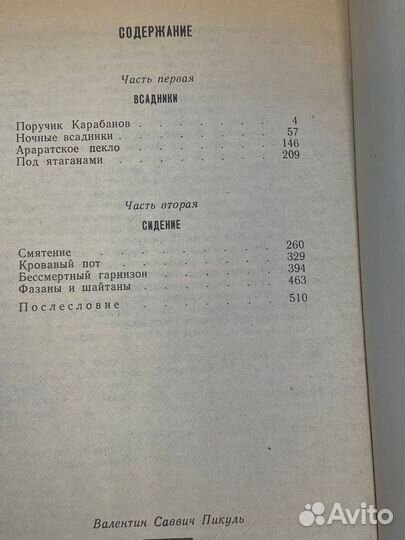 СОДЕРЖАНИЕ
Часть первая
ВСАДНИКИ
Поручик Карабанов . . . . . . . 4
Ночные всадники . . . . . . . 57
Араратское пекло . . . . . . . 146
Под ятаганами . . . . . . . 209
Часть вторая
СИДЕНИЕ
Смятение . . . . . . . 260
Кровавый пот . . . . . . . 329
Бессмертный гарнизон . . . . . . 394
Фазаны и шайтаны . . . . . . . 463
Послесловие . . . . . . . 510
Валентин Саввич Пикуль
Avito